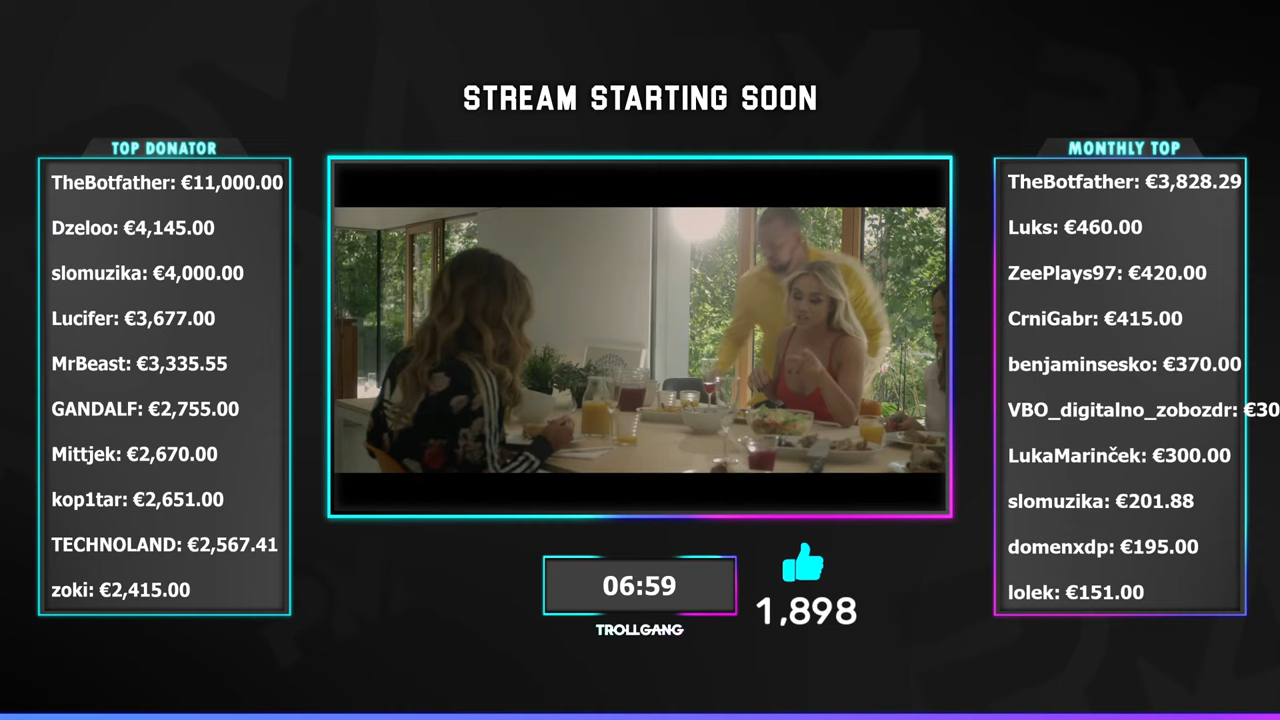 STREAM STARTING SOON
TOP DONATOR
TheBotfather: €11,000.00
Dzeloo: €4,145.00
slomuzika: €4,000.00
Lucifer: €3,677.00
MrBeast: €3,335.55
GANDALF: €2,755.00
Mittjek: €2,670.00
kop1tar: €2,651.00
TECHNOLAND: €2,567.41
zoki: €2,415.00
06:59
TROLLGANG
1,898
MONTHLY TOP
TheBotfather: €3,828.29
Luks: €460.00
ZeePlays97: €420.00
CrniGabr: €415.00
benjaminsesko: €370.00
VBO_digitalno_zobozdr: €30
LukaMarinček: €300.00
slomuzika: €201.88
domenxdp: €195.00
lolek: €151.00